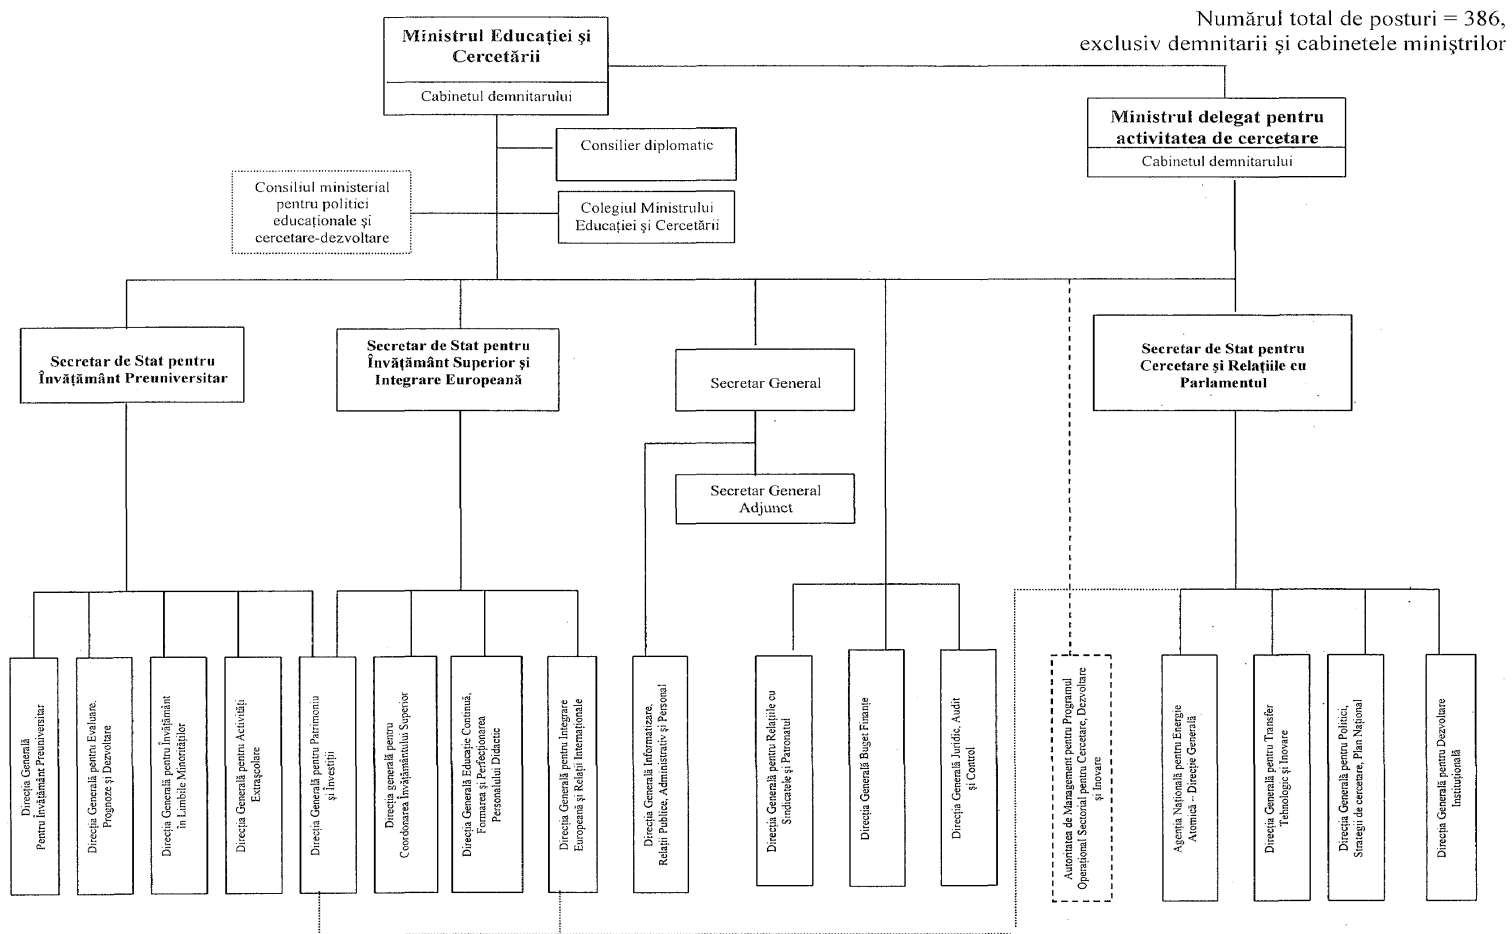 Numărul total de posturi = 386,
exclusiv demnitarii şi cabinetele miniştrilor
Ministrul Educaţiei şi
Cercetării
Cabinetul demnitarului
Ministrul delegat pentru
activitatea de cercetare
Cabinetul demnitarului
Consilier diplomatic
Consiliul ministerial
pentru politici
educaţionale şi
cercetare-dezvoltare
Colegiul Ministrului
Educaţiei şi Cercetării
Secretar de Stat pentru
Învăţământ Preuniversitar
Secretar de Stat pentru
Învăţământ Superior şi
Integrare Europeană
Secretar General
Secretar de Stat pentru
Cercetare şi Relaţiile cu
Parlamentul
Secretar General
Adjunct
Direcţia Generală
Pentru Învăţământ Preuniversitar
Direcţia Generală pentru Evaluare,
Prognoze şi Dezvoltare
Direcţia Generală pentru Învăţământ
în Limbile Minorităţilor
Direcţia Generală pentru Activităţi
Extraşcolare
Direcţia Generală pentru Patrimoniu
şi Investiţii
Direcţia generală pentru
Coordonarea Învăţământului Superior
Direcţia Generală Educaţie Continuă,
Formarea şi Perfecţionarea
Personalului Didactic
Direcţia Generală pentru Integrare
Europeană şi Relaţii Internaţionale
Direcţia Generală Informatizare,
Relaţii Publice, Administrativ şi Personal
Direcţia Generală pentru Relaţiile cu
Sindicatele şi Patronatul
Direcţia Generală Buget Finanţe
Direcţia Generală Juridic, Audit
şi Control
Autoritatea de Management pentru Programul
Operaţional Sectorial pentru Cercetare, Dezvoltare
şi Inovare
Agenţia Naţională pentru Energie
Atomică – Direcţie Generală
Direcţia Generală pentru Transfer
Tehnologic şi Inovare
Direcţia Generală pentru Politici,
Strategii de cercetare, Plan Naţional
Direcţia Generală pentru Dezvoltare
Instituţională